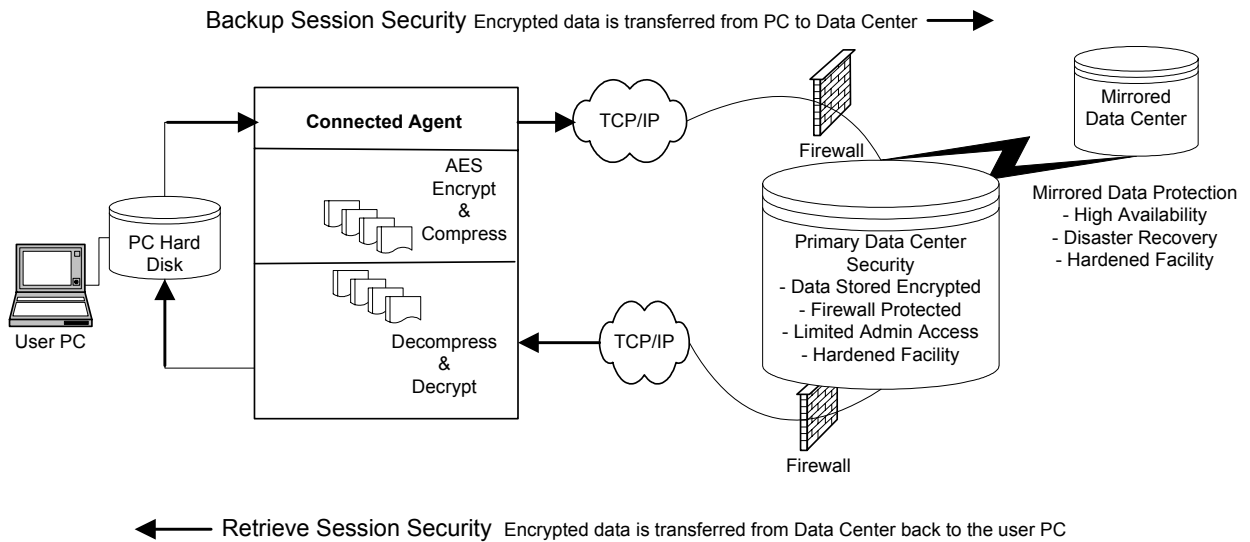 Backup Session Security Encrypted data is transferred from PC to Data Center
Connected Agent
TCP/IP
Firewall
Mirrored
Data Center
AES
Encrypt
&
Compress
PC Hard
Disk
User PC
Mirrored Data Protection
- High Availability
- Disaster Recovery
- Hardened Facility
Primary Data Center
Security
- Data Stored Encrypted
- Firewall Protected
- Limited Admin Access
- Hardened Facility
Decompress
&
Decrypt
TCP/IP
Firewall
Retrieve Session Security Encrypted data is transferred from Data Center back to the user PC